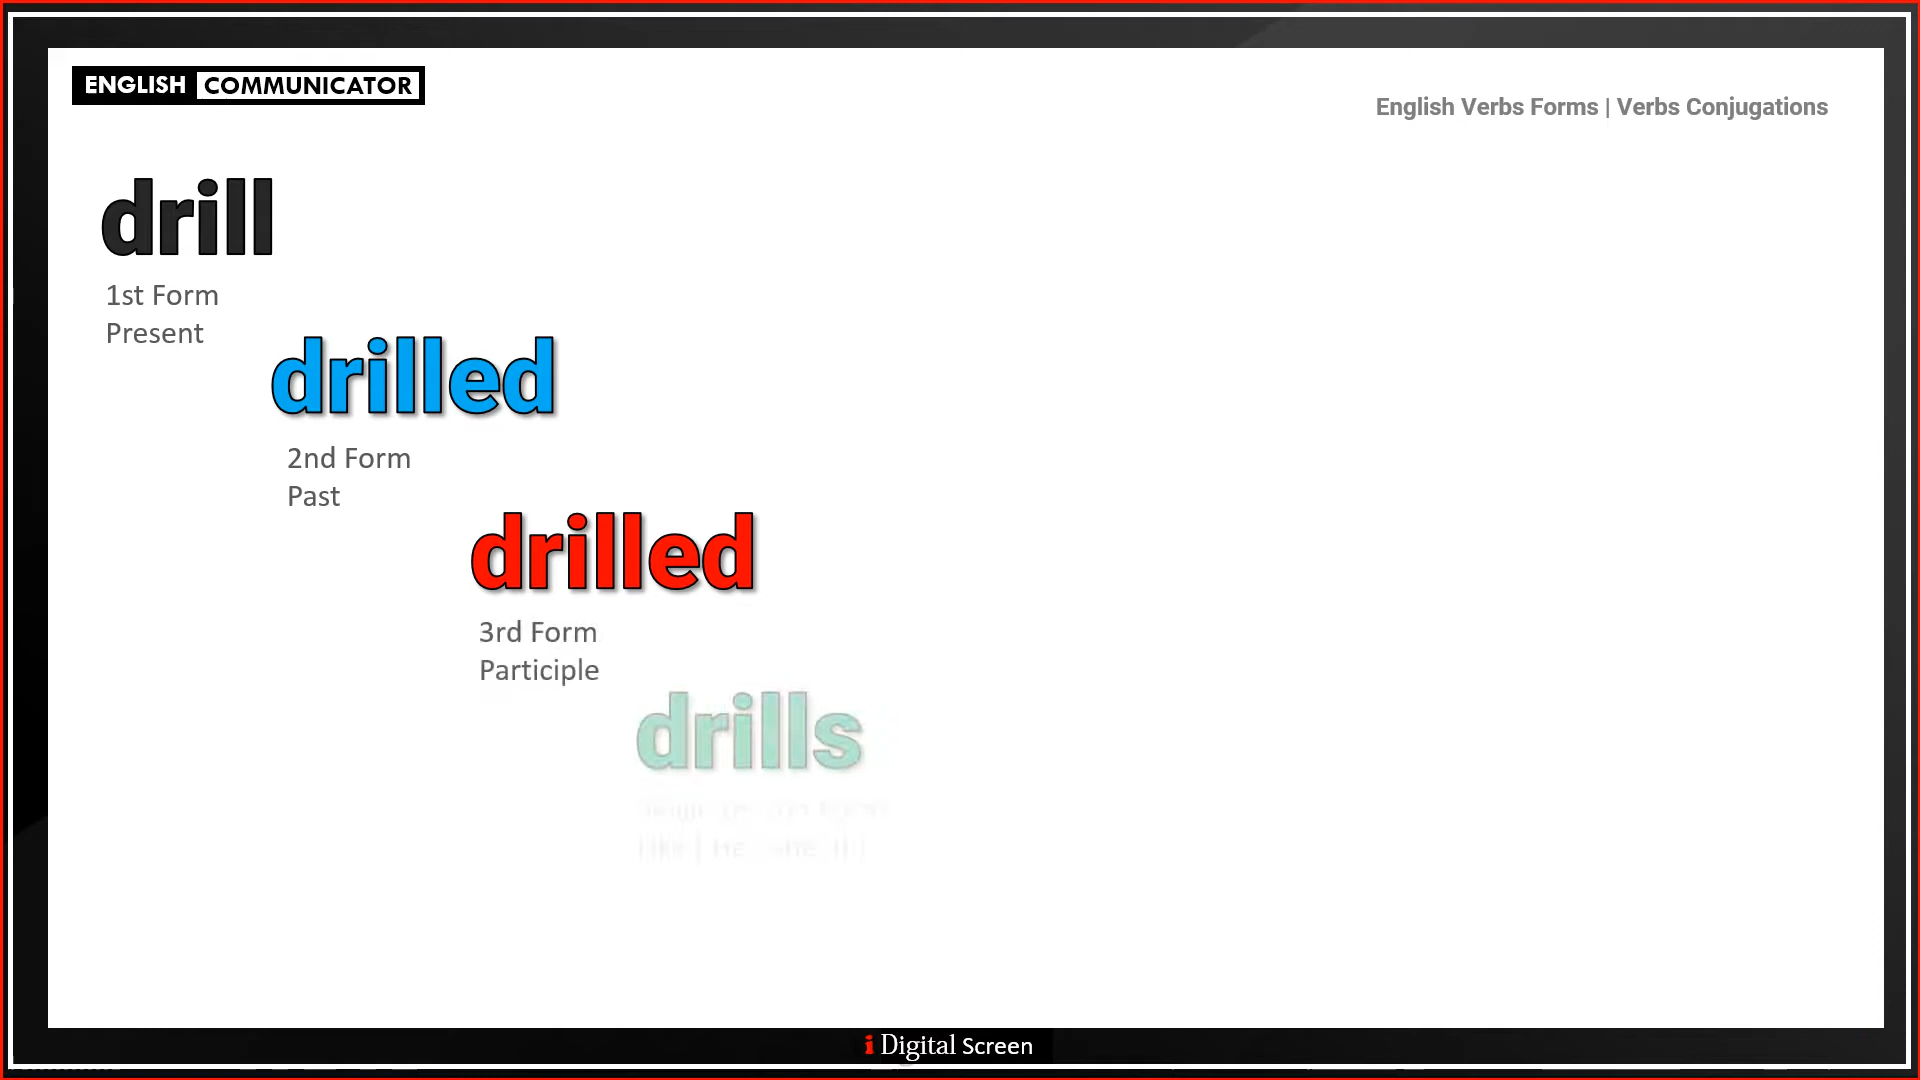 ENGLISH COMMUNICATOR
English Verbs Forms | Verbs Conjugations
drill
1st Form
Present
drilled
2nd Form
Past
drilled
3rd Form
Participle
drills
i Digital Screen